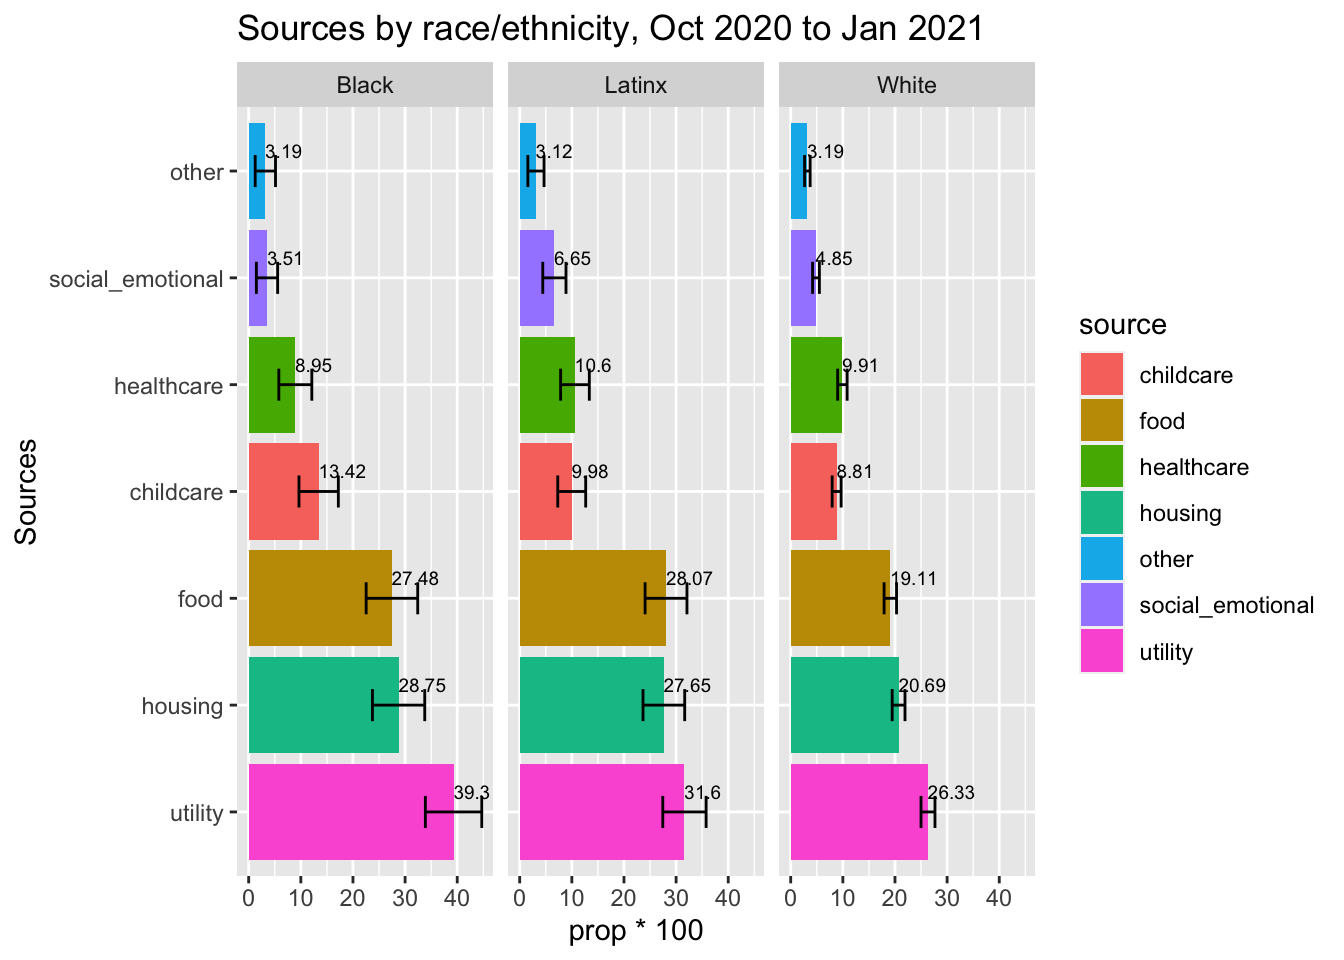 Sources by race/ethnicity, Oct 2020 to Jan 2021
Black
Latinx
White
Sources
other
3.19
3.12
3.19
social_emotional
3.51
6.65
4.85
healthcare
8.95
10.6
9.91
childcare
13.42
9.98
8.81
food
27.48
28.07
19.11
housing
28.75
27.65
20.69
utility
39.3
31.6
26.33
0 10 20 30 40
0 10 20 30 40
0 10 20 30 40
prop * 100
source
childcare
food
healthcare
housing
other
social_emotional
utility